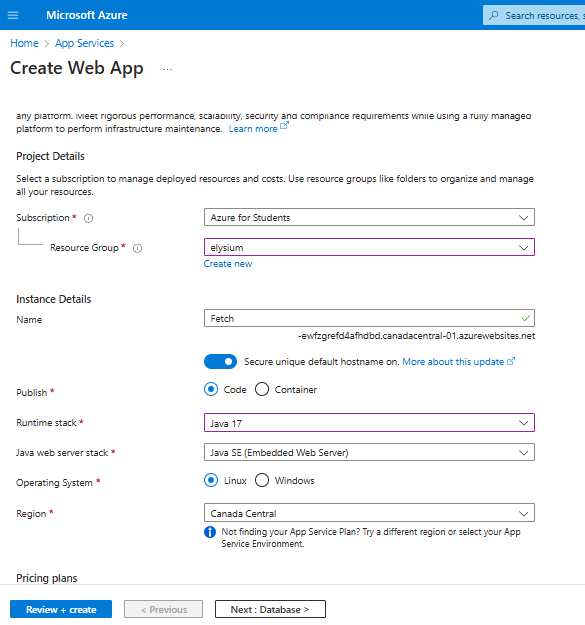 Microsoft Azure
Search resources, s
Home > App Services >
Create Web App ...
any platform. Meet rigorous performance, scalability, security and compliance requirements while using a fully managed
platform to perform infrastructure maintenance. Learn more
Project Details
Select a subscription to manage deployed resources and costs. Use resource groups like folders to organize and manage
all your resources.
Subscription *
Azure for Students
Resource Group *
elysium
Create new
Instance Details
Name
Fetch
-ewfzgrefd4afhdbd.canadacentral-01.azurewebsites.net
Secure unique default hostname on. More about this update
Publish *
Code
Container
Runtime stack *
Java 17
Java web server stack *
Java SE (Embedded Web Server)
Operating System *
Linux
Windows
Region *
Canada Central
Not finding your App Service Plan? Try a different region or select your App
Service Environment.
Pricing plans
Review + create
< Previous
Next : Database >